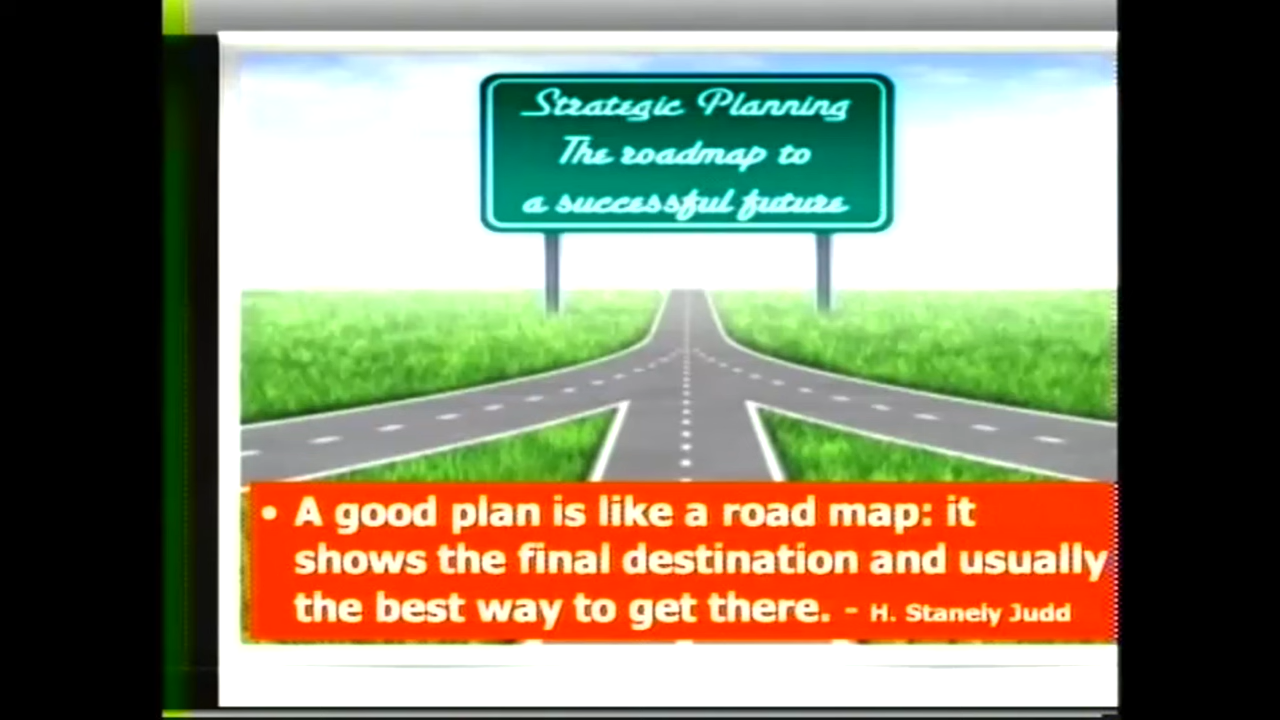 Strategic Planning
The roadmap to
a successful future
• A good plan is like a road map: it
shows the final destination and usually
the best way to get there. - H. Stanely Judd